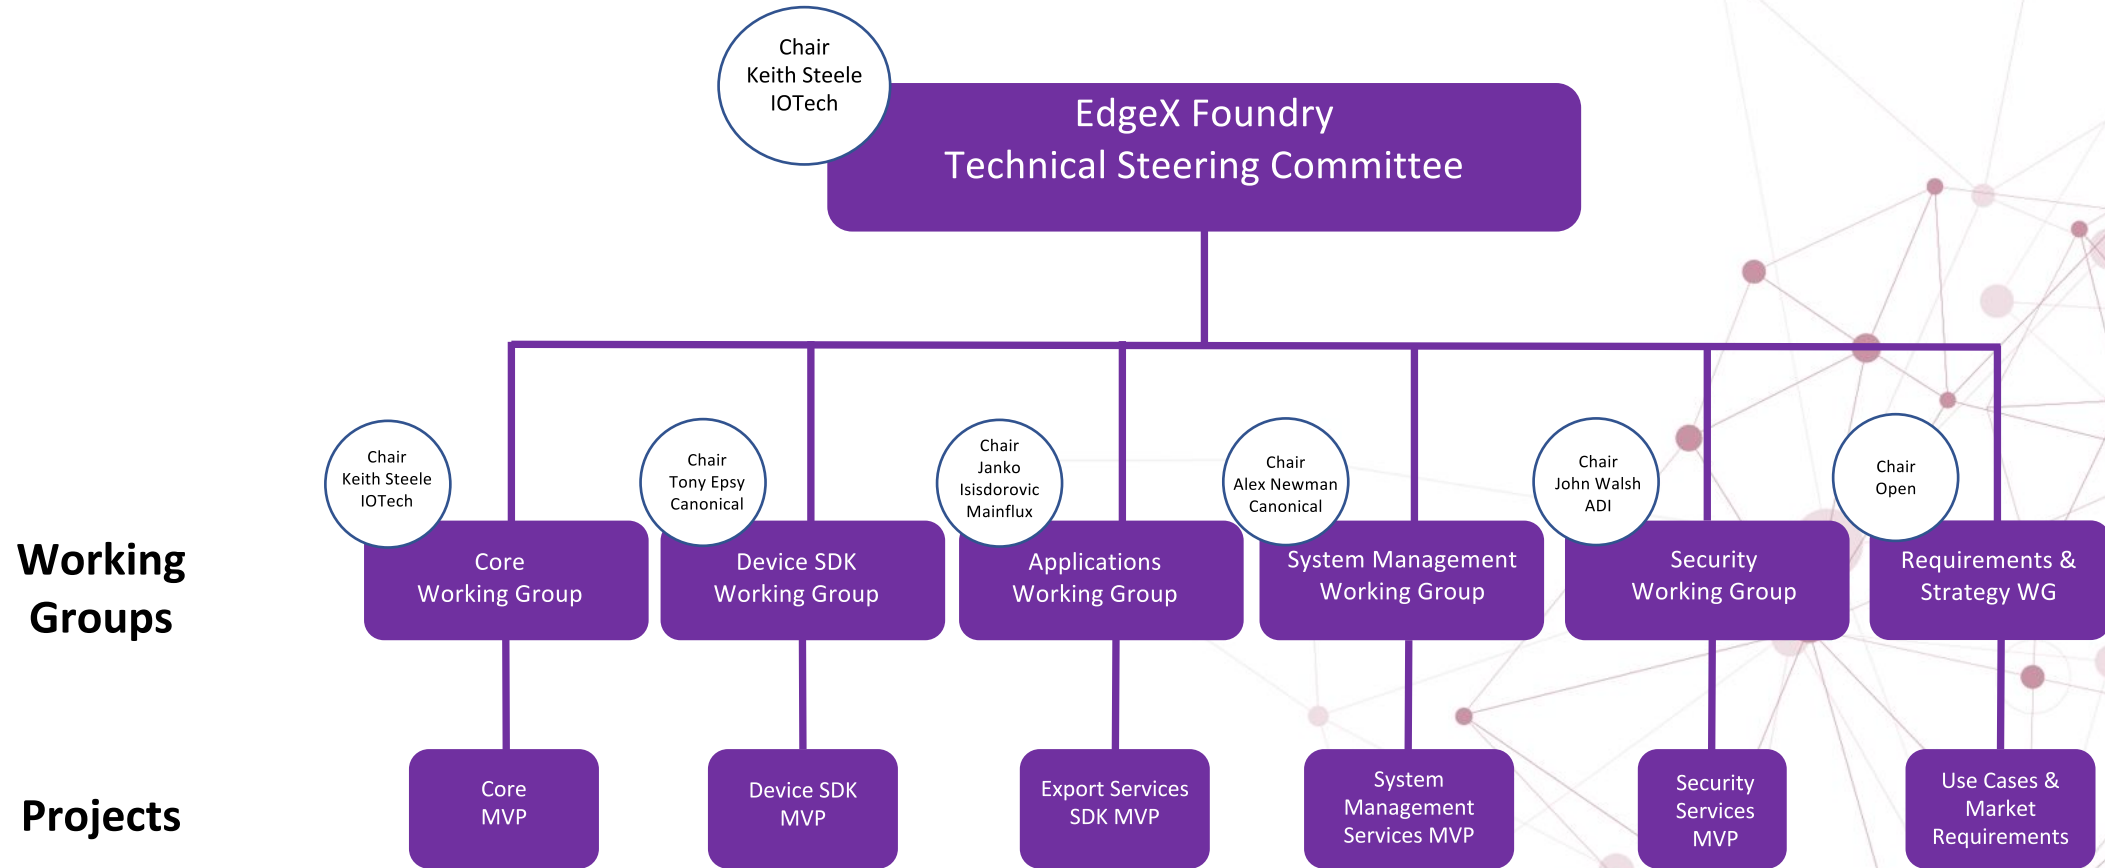 Chair
Keith Steele
IOTech
EdgeX Foundry
Technical Steering Committee
Chair
Keith Steele
IOTech
Chair
Tony Epsy
Canonical
Chair
Janko
Isisdorovic
Mainflux
Chair
Alex Newman
Canonical
Chair
John Walsh
ADI
Chair
Open
Working
Groups
Core
Working Group
Device SDK
Working Group
Applications
Working Group
System Management
Working Group
Security
Working Group
Requirements &
Strategy WG
Projects
Core
MVP
Device SDK
MVP
Export Services
SDK MVP
System
Management
Services MVP
Security
Services
MVP
Use Cases &
Market
Requirements